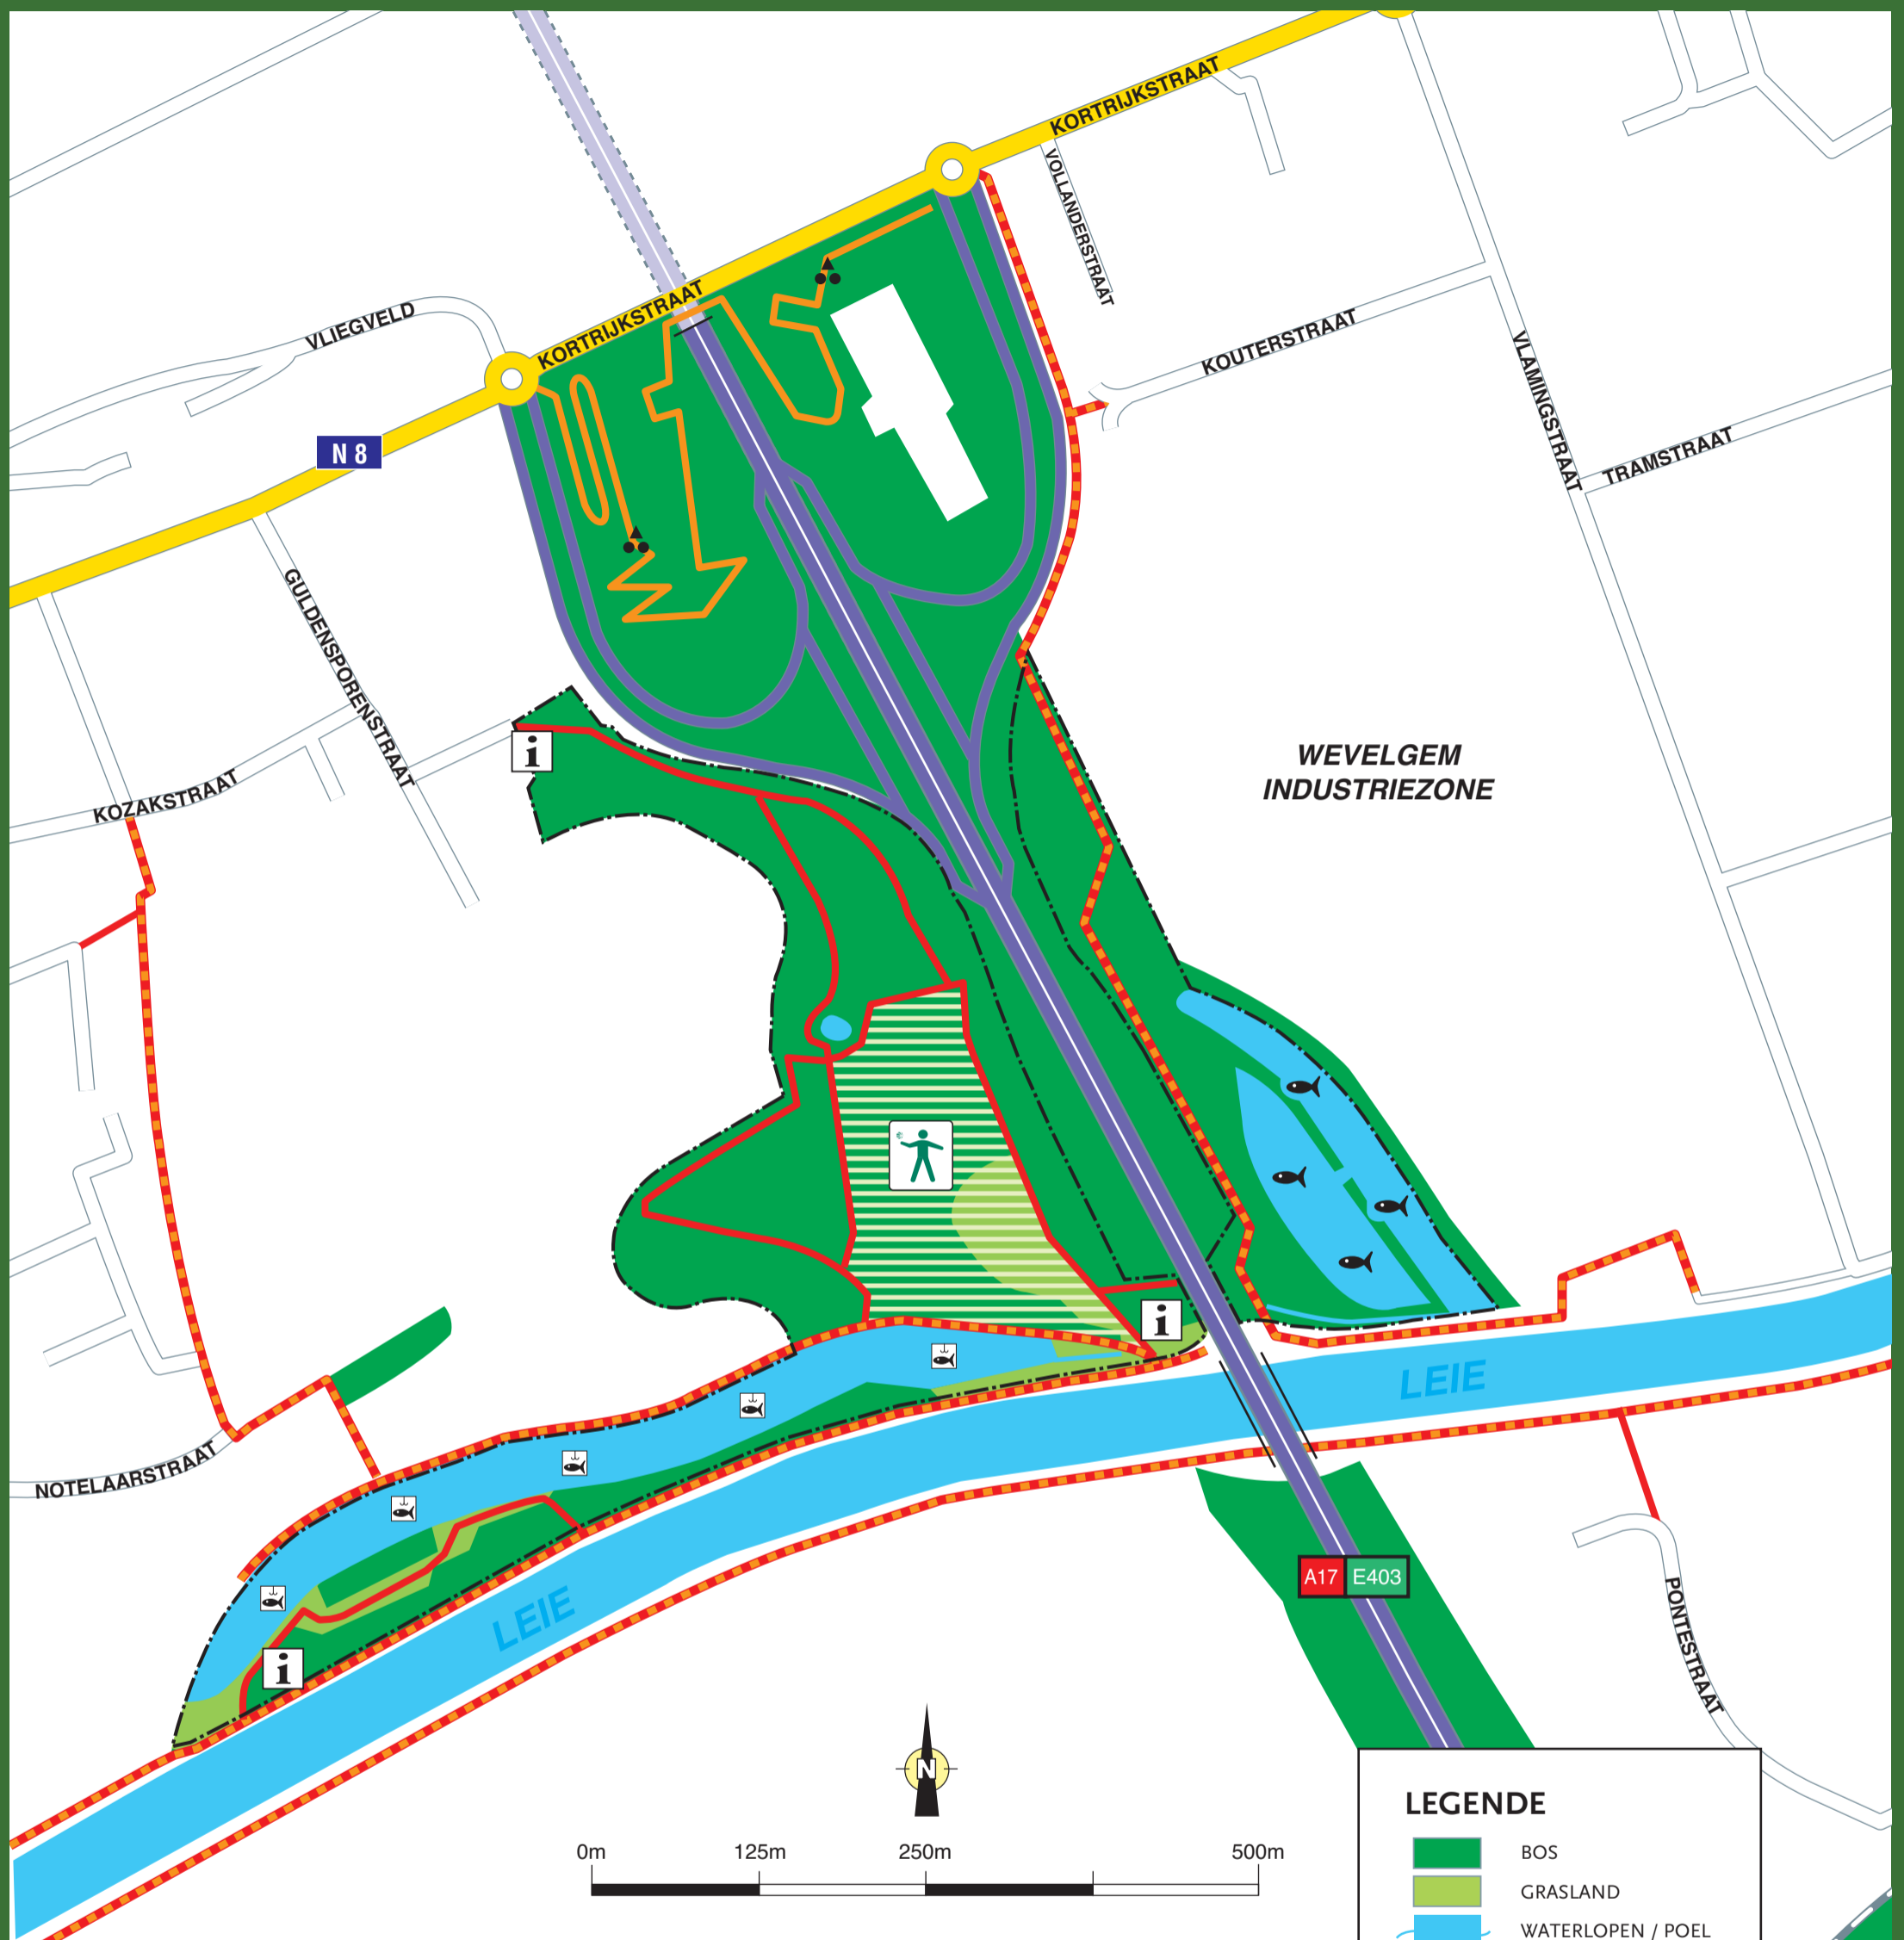 KORTRIJKSTRAAT
VOLLANDERSTRAAT
KORTRIJKSTRAAT
VLIEGVELD
KOUTERSTRAAT
VLAMINGSTRAAT
TRAMSTRAAT
N 8
GULDENSPORENSTRAAT
KOZAKSTRAAT
i
WEVELGEM
INDUSTRIEZONE
i
LEIE
NOTELAARSTRAAT
LEIE
i
A17 E403
PONTESTRAAT
N
0m 125m 250m 500m
LEGENDE
BOS
GRASLAND
WATERLOPEN / POEL